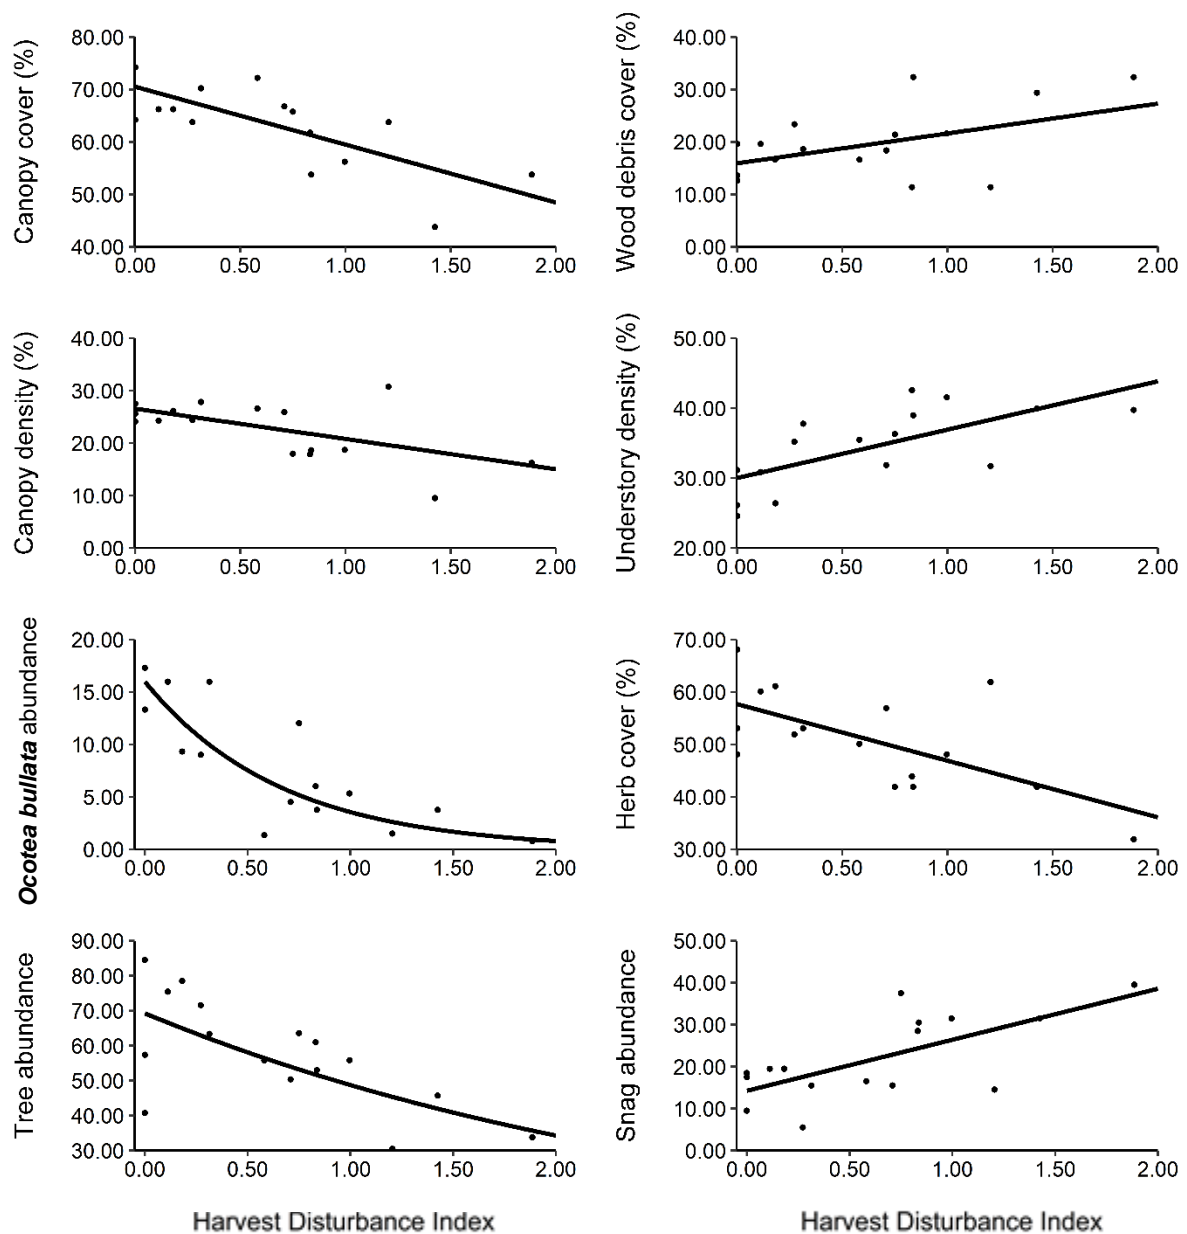 Canopy cover (%)
80.00
70.00
60.00
50.00
40.00
0.00 0.50 1.00 1.50 2.00
Wood debris cover (%)
40.00
30.00
20.00
10.00
0.00
0.00 0.50 1.00 1.50 2.00
Canopy density (%)
40.00
30.00
20.00
10.00
0.00
0.00 0.50 1.00 1.50 2.00
Understory density (%)
50.00
40.00
30.00
20.00
0.00 0.50 1.00 1.50 2.00
Ocotea bullata abundance
20.00
15.00
10.00
5.00
0.00
0.00 0.50 1.00 1.50 2.00
Herb cover (%)
70.00
60.00
50.00
40.00
30.00
0.00 0.50 1.00 1.50 2.00
Tree abundance
90.00
80.00
70.00
60.00
50.00
40.00
30.00
0.00 0.50 1.00 1.50 2.00
Harvest Disturbance Index
Snag abundance
50.00
40.00
30.00
20.00
10.00
0.00
0.00 0.50 1.00 1.50 2.00
Harvest Disturbance Index